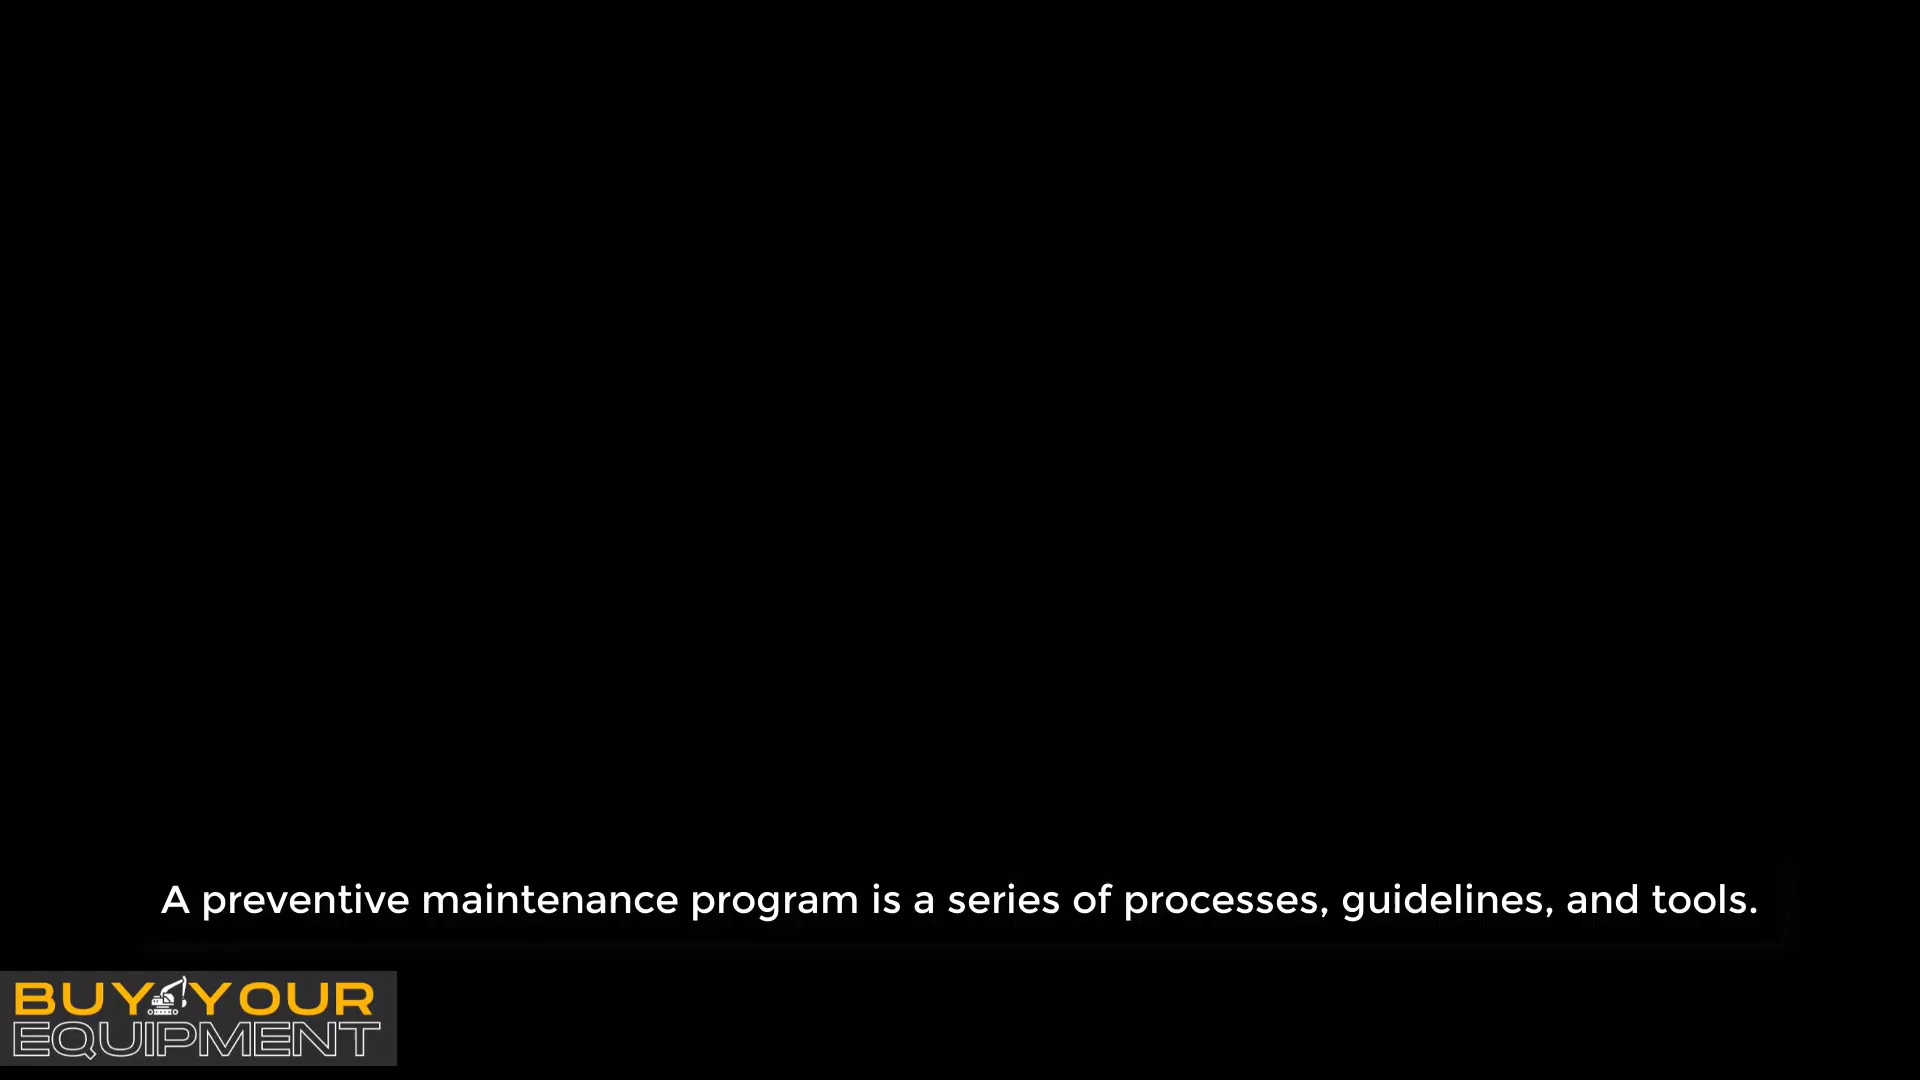 A preventive maintenance program is a series of processes, guidelines, and tools.
BUY YOUR
EQUIPMENT